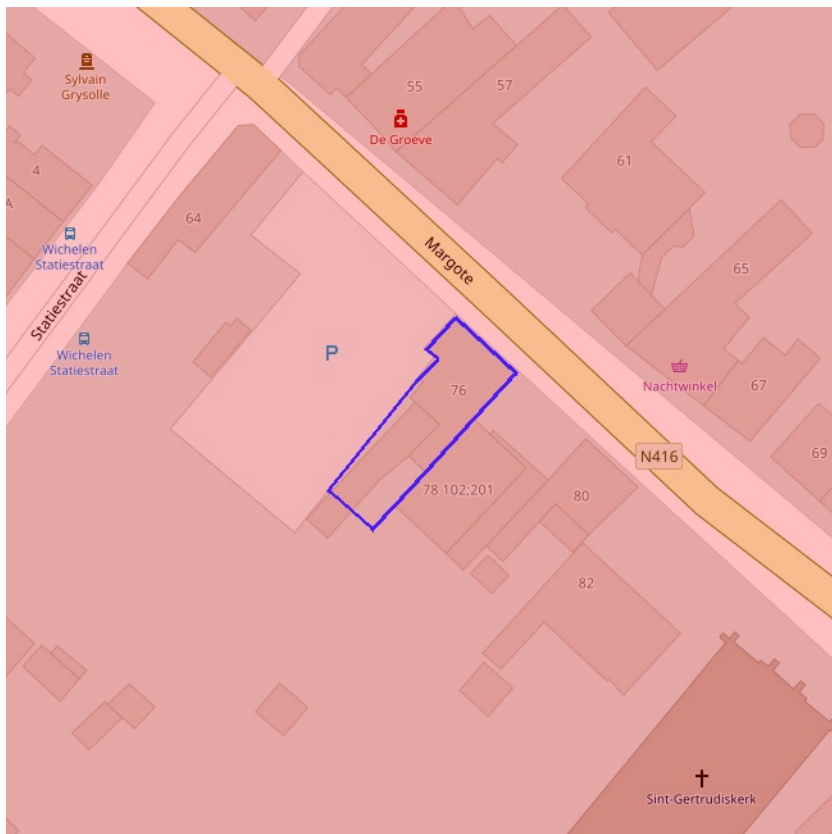 Sylvain
Grysolle
55
57
De Groeve
61
4
A
64
Wichelen
Statiestraat
Margote
65
Statiestraat
Wichelen
Statiestraat
P
Nachtwinkel
76
67
69
N416
78 102;201
80
82
Sint-Gertrudiskerk